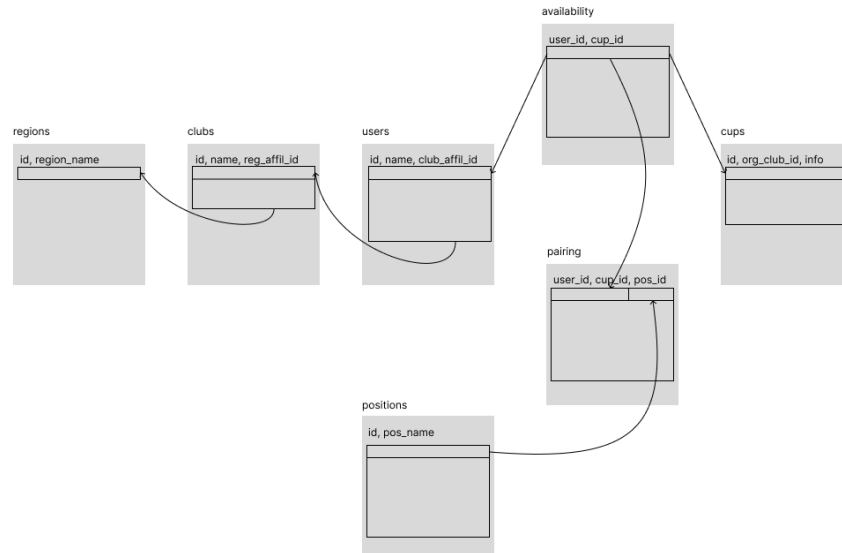 availability
user_id, cup_id
regions
id, region_name
clubs
id, name, reg_affil_id
users
id, name, club_affil_id
cups
id, org_club_id, info
pairing
user_id, cup_id, pos_id
positions
id, pos_name